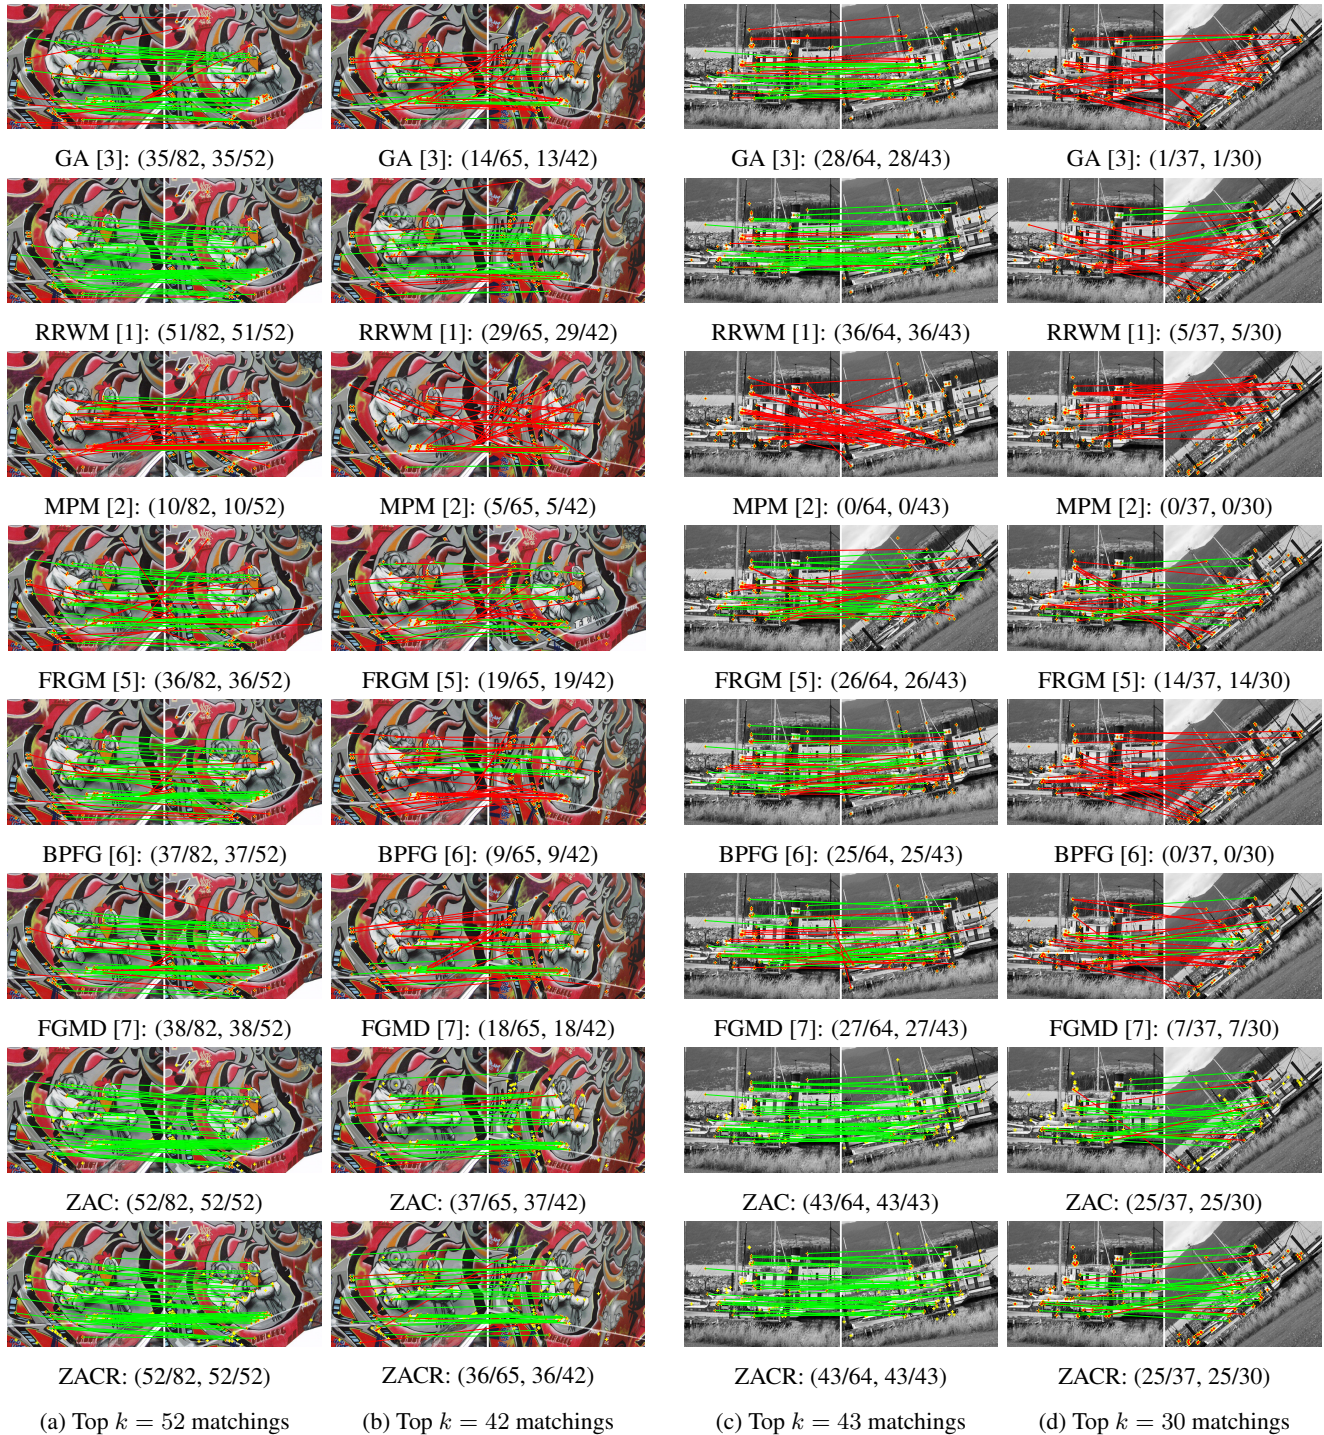 GA [3]: (35/82, 35/52) GA [3]: (14/65, 13/42) GA [3]: (28/64, 28/43) GA [3]: (1/37, 1/30)
RRWM [1]: (51/82, 51/52) RRWM [1]: (29/65, 29/42) RRWM [1]: (36/64, 36/43) RRWM [1]: (5/37, 5/30)
MPM [2]: (10/82, 10/52) MPM [2]: (5/65, 5/42) MPM [2]: (0/64, 0/43) MPM [2]: (0/37, 0/30)
FRGM [5]: (36/82, 36/52) FRGM [5]: (19/65, 19/42) FRGM [5]: (26/64, 26/43) FRGM [5]: (14/37, 14/30)
BPFG [6]: (37/82, 37/52) BPFG [6]: (9/65, 9/42) BPFG [6]: (25/64, 25/43) BPFG [6]: (0/37, 0/30)
FGMD [7]: (38/82, 38/52) FGMD [7]: (18/65, 18/42) FGMD [7]: (27/64, 27/43) FGMD [7]: (7/37, 7/30)
ZAC: (52/82, 52/52) ZAC: (37/65, 37/42) ZAC: (43/64, 43/43) ZAC: (25/37, 25/30)
ZACR: (52/82, 52/52) ZACR: (36/65, 36/42) ZACR: (43/64, 43/43) ZACR: (25/37, 25/30)
(a) Top k = 52 matchings (b) Top k = 42 matchings (c) Top k = 43 matchings (d) Top k = 30 matchings